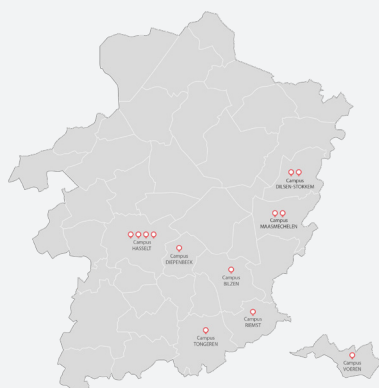 Campus
DILSEN-STOKKEM
Campus
MAASMECHELEN
Campus
HASSELT
Campus
DIEPENBEEK
Campus
BILZEN
Campus
RIEMST
Campus
TONGEREN
Campus
VOEREN